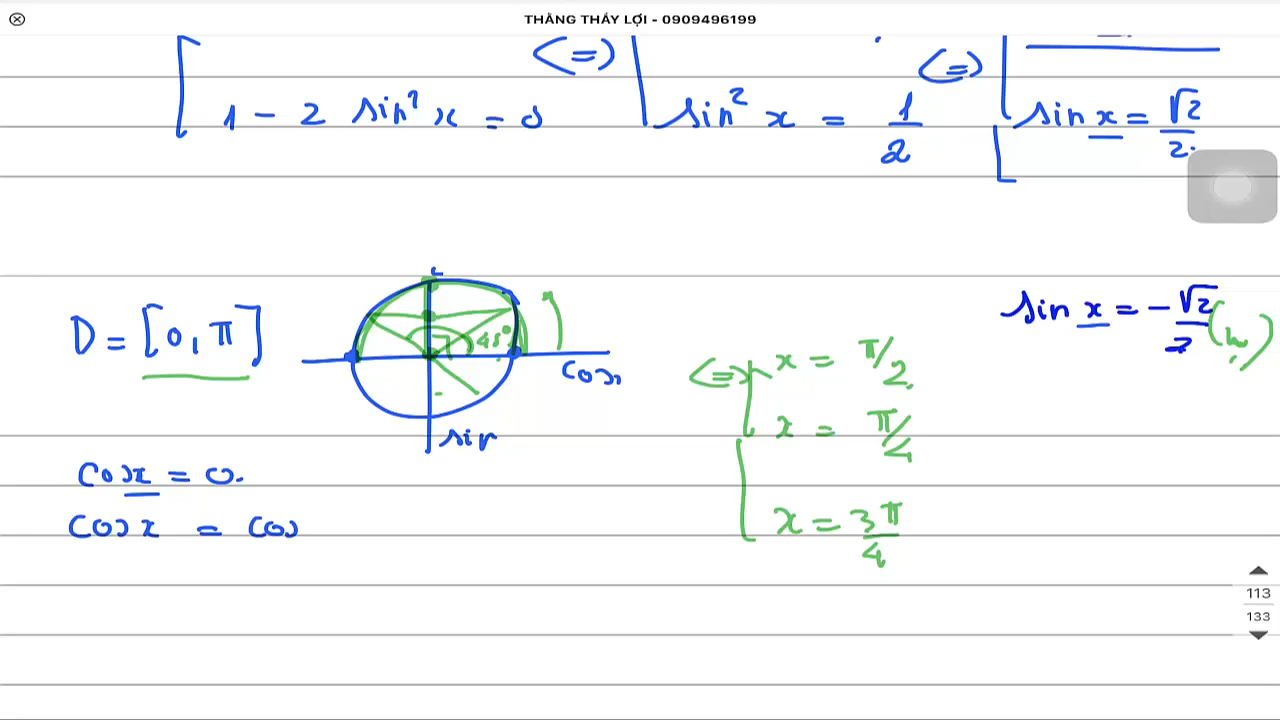 THẦNG THẦY LỢI - 0909496199
(=)
(=)
1 - 2 sin² x = 0
sin² x = 1/2
sin x = √2/2
D = [0, π]
45°
cos
sin
sin x = -√2/2 (
(=) x = π/2
x = π/4
x = 3π/4
cos x = 0.
cos x = cos
113
133